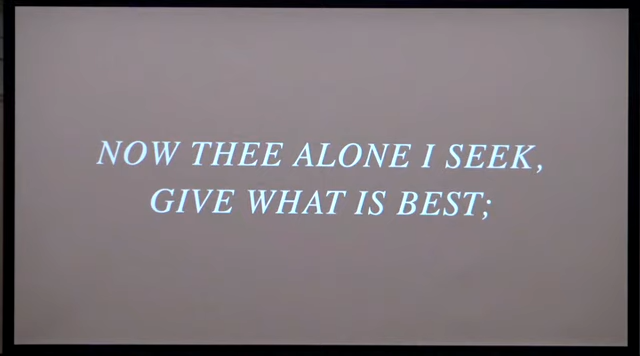 NOW THEE ALONE I SEEK,
GIVE WHAT IS BEST;